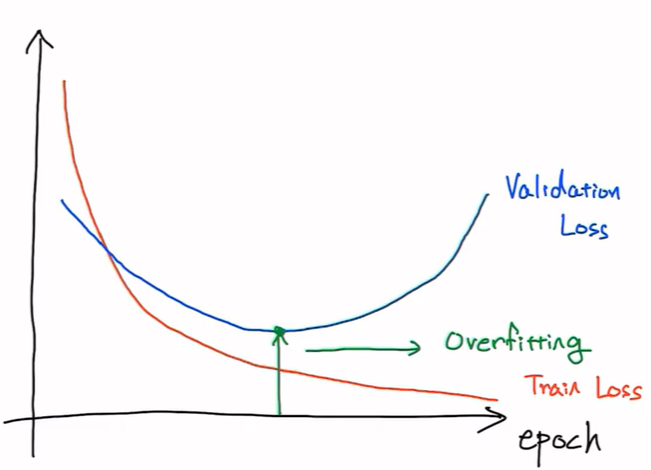 Validation
Loss
Overfitting
Train Loss
epoch